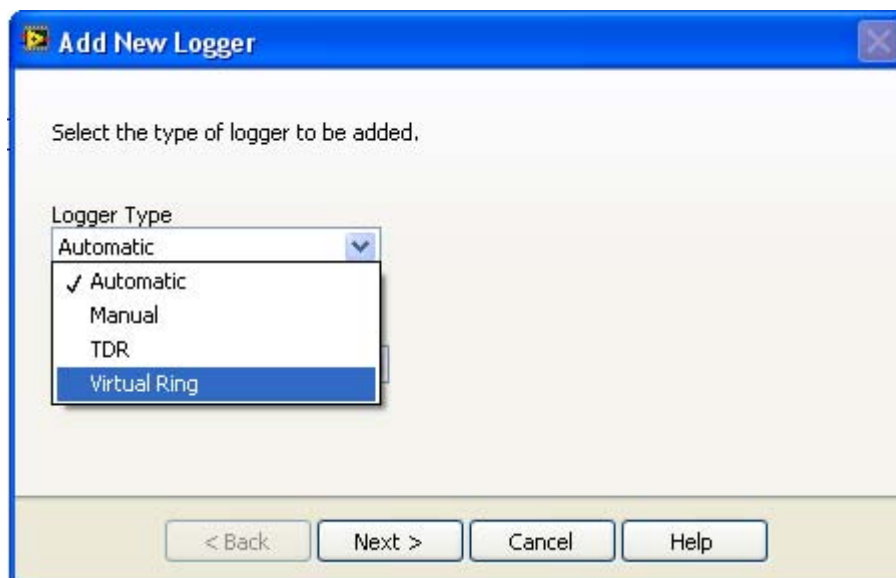 Add New Logger
Select the type of logger to be added.
Logger Type
Automatic
✓ Automatic
Manual
TDR
Virtual Ring
< Back
Next >
Cancel
Help